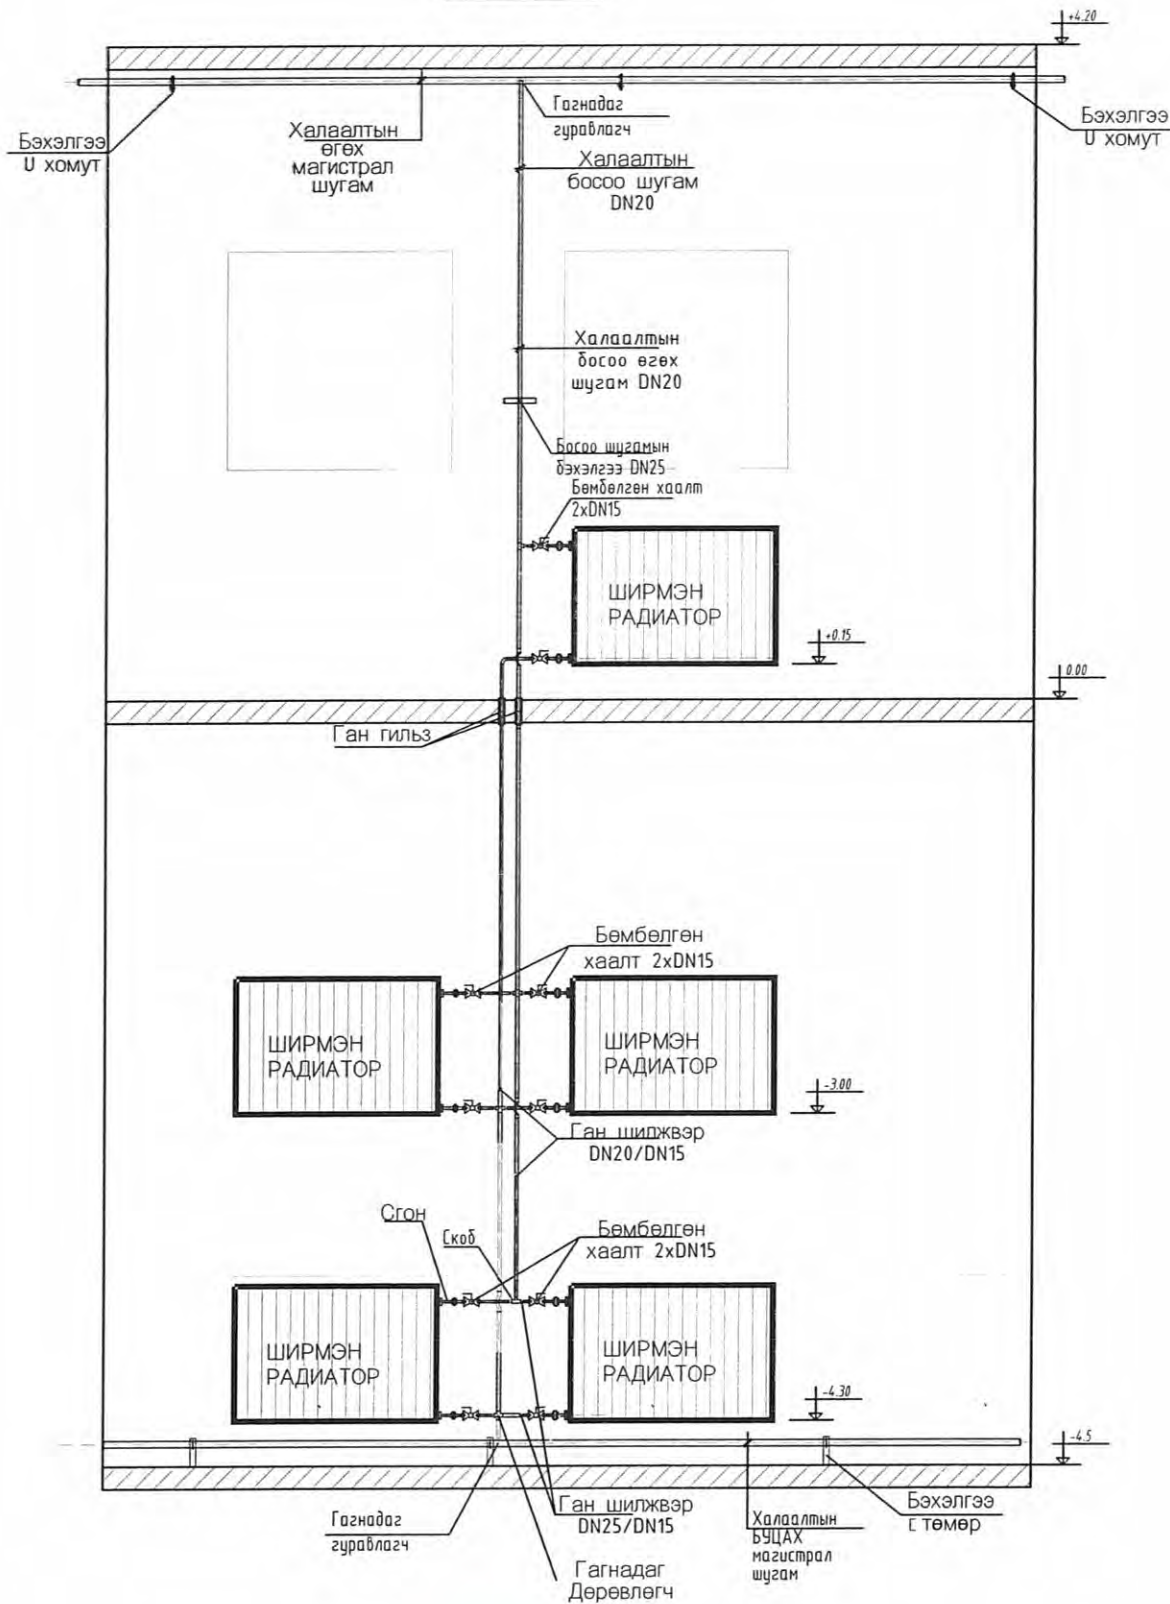 +4.20
Бэхэлгээ
U хомут
Халаалтын
өгөх
магистрал
шугам
Гагнадаг
гуравлагч
Бэхэлгээ
U хомут
Халаалтын
босоо шугам
DN20
Халаалтын
босоо өгөх
шугам DN20
Босоо шугамын
бэхэлгээ DN25
Бөмбөлгөн хаалт
2xDN15
ШИРМЭН
РАДИАТОР
+0.15
0.00
Ган гильз
Бөмбөлгөн
хаалт 2xDN15
ШИРМЭН
РАДИАТОР
ШИРМЭН
РАДИАТОР
-3.00
Ган шилжвэр
DN20/DN15
Сгон
Скоб
Бөмбөлгөн
хаалт 2xDN15
ШИРМЭН
РАДИАТОР
ШИРМЭН
РАДИАТОР
-4.30
-4.5
Гагнадаг
гуравлагч
Ган шилжвэр
DN25/DN15
Халаалтын
БУЦАХ
магистрал
шугам
Бэхэлгээ
С төмөр
Гагнадаг
Дөрөвлөгч